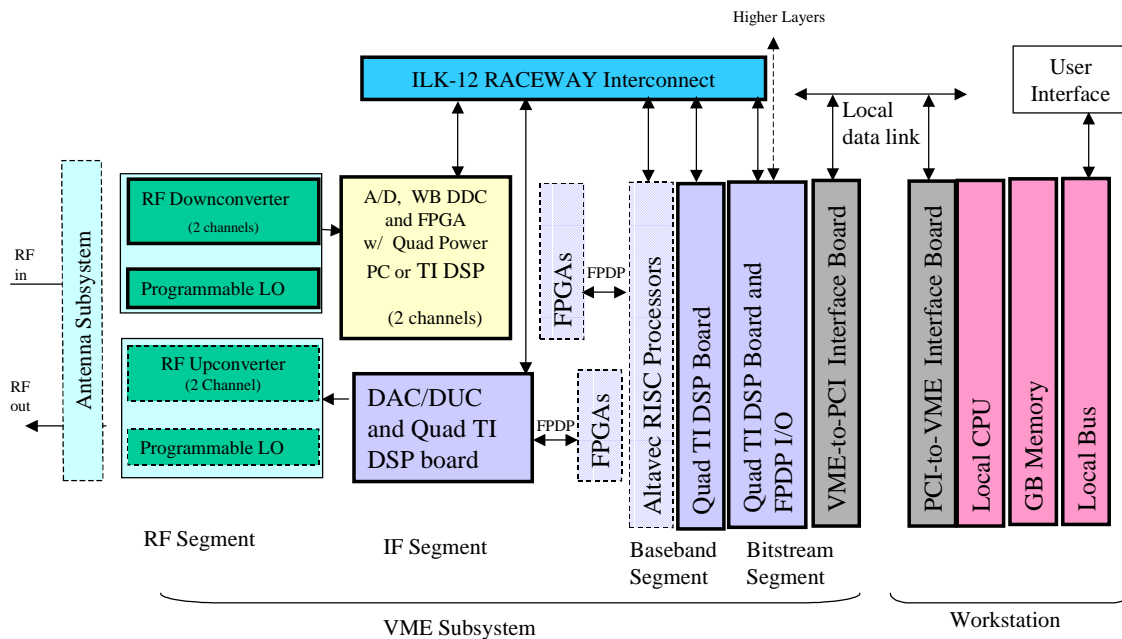 Higher Layers
ILK-12 RACEWAY Interconnect
User
Interface
Local
data link
RF Downconverter
(2 channels)
Programmable LO
A/D,  WB DDC
and FPGA
w/  Quad Power
PC or TI DSP
(2 channels)
RF
in
Antenna Subsystem
FPGAs
FPDP
Altavec RISC Processors
Quad TI DSP Board
Quad TI DSP Board and
FPDP I/O
VME-to-PCI Interface Board
PCI-to-VME  Interface Board
Local CPU
GB Memory
Local Bus
RF Upconverter
(2 Channel)
Programmable LO
RF
out
DAC/DUC
and Quad TI
DSP board
FPDP
FPGAs
RF Segment
IF Segment
Baseband
Segment
Bitstream
Segment
VME Subsystem
Workstation